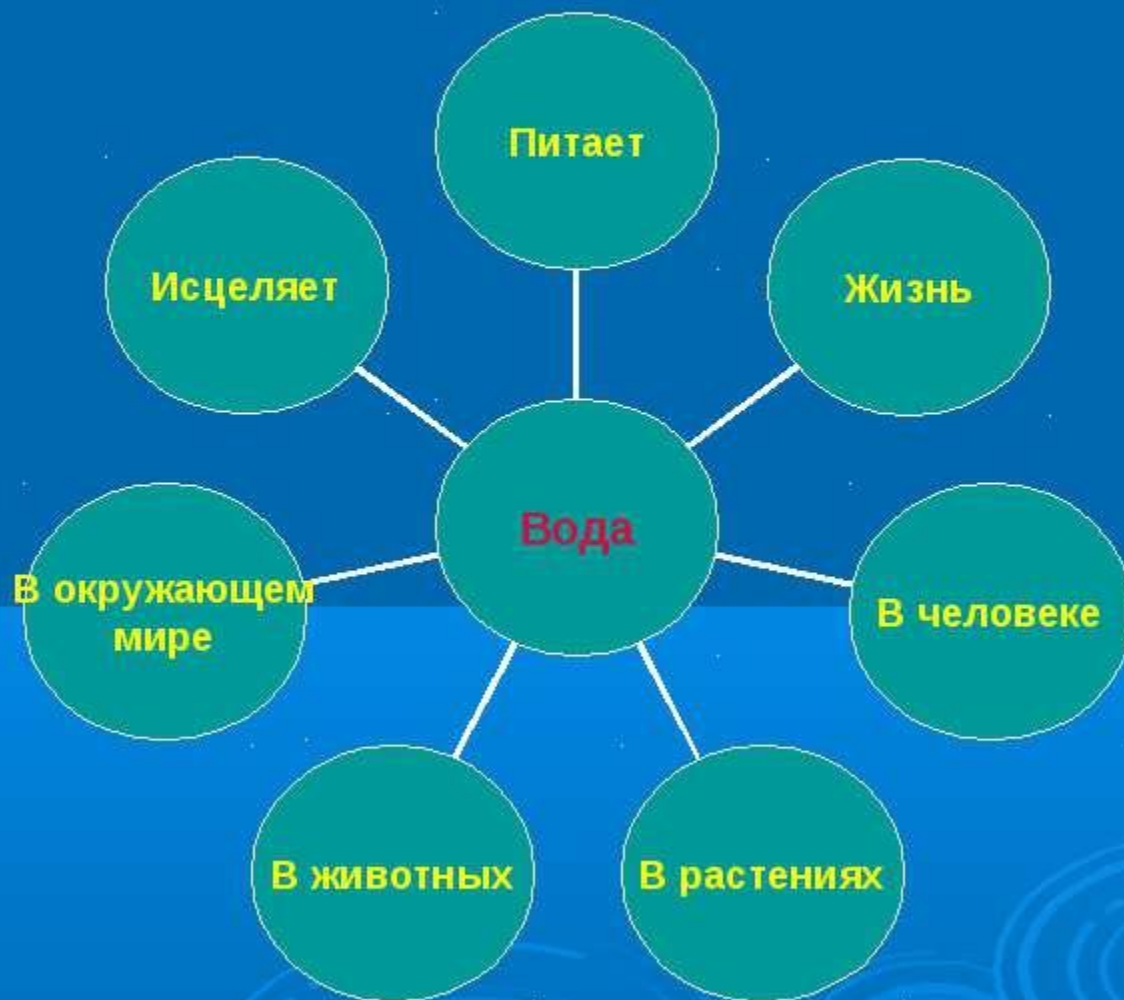 Питает
Исцеляет
Жизнь
Вода
В окружающем
мире
В человеке
В животных
В растениях